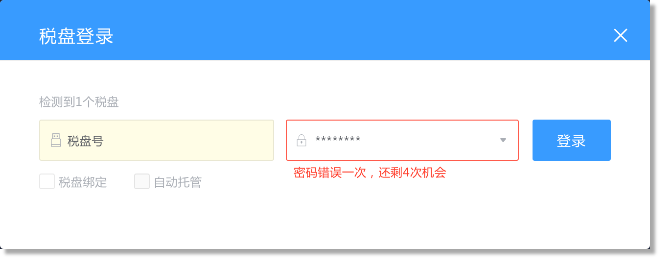 税盘登录
检测到1个税盘
税盘号
********
登录
密码错误一次，还剩4次机会
税盘绑定
自动托管